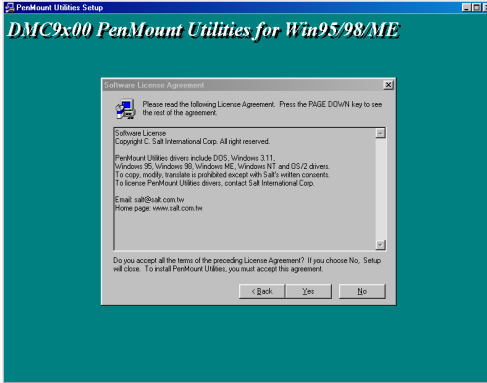 PenMount Utilities Setup
DMC9x00 PenMount Utilities for Win95/98/ME
Software License Agreement
Please read the following License Agreement. Press the PAGE DOWN key to see
the rest of the agreement.
Software License
Copyright C. Salt International Corp. All right reserved.
PenMount Utilities drivers include DOS, Windows 3.11,
Windows 95, Windows 98, Windows ME, Windows NT and OS/2 drivers.
To copy, modify, translate is prohibited except with Salt's written consents.
To license PenMount Utilities drivers, contact Salt International Corp.
Email: salt@salt.com.tw
Home page: www.salt.com.tw
Do you accept all the terms of the preceding License Agreement? If you choose No, Setup
will close. To install PenMount Utilities, you must accept this agreement.
< Back Yes No